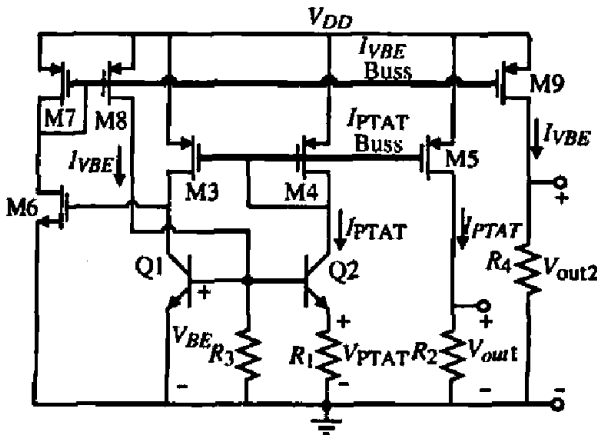 VDD
IVBE
Buss
M7
M8
M9
IPTAT
Buss
IVBE
IVBE
M3
M4
M5
M6
IPTAT
IPTAT
+
Q1
Q2
R4
Vout2
+
+
+
VBE
R3
R1
VPTAT
R2
Vout
-
-
-
-